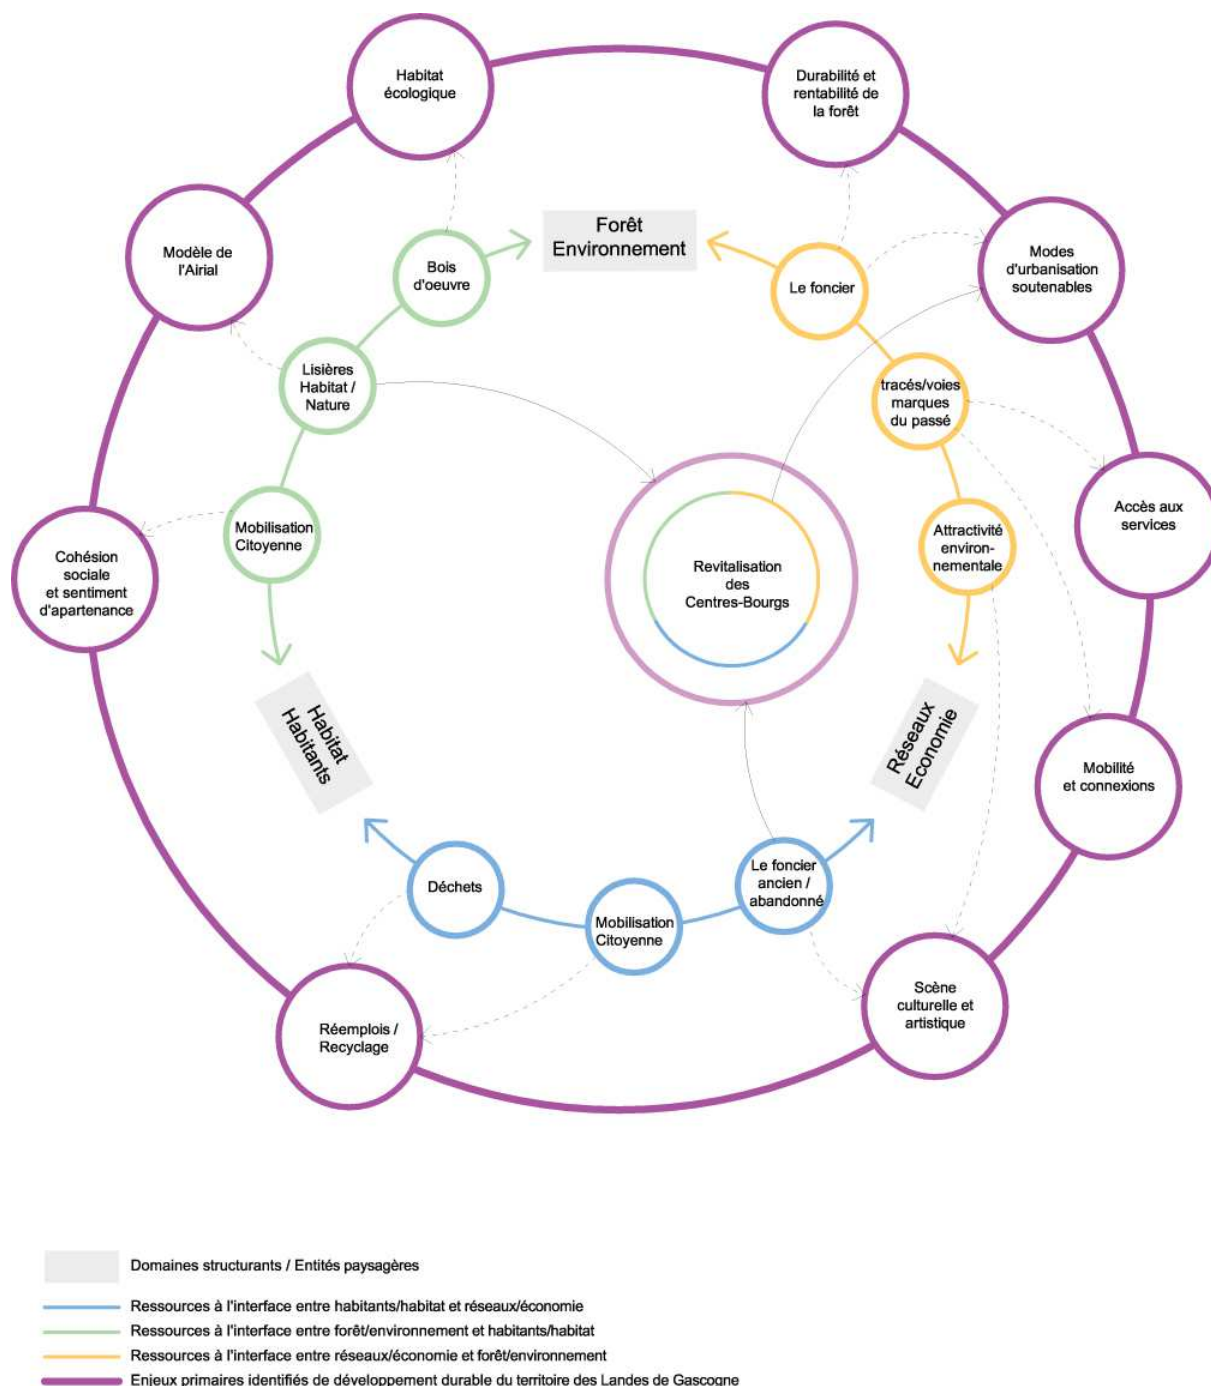 Habitat
écologique
Durabilité et
rentabilité de
la forêt
Forêt
Environnement
Modèle de
l'Airial
Bois
d'oeuvre
Le foncier
Modes
d'urbanisation
soutenables
Lisières
Habitat /
Nature
tracés/voies
marques
du passé
Mobilisation
Citoyenne
Attractivité
environ-
nementale
Accès aux
services
Cohésion
sociale
et sentiment
d'apartenance
Revitalisation
des
Centres-Bourgs
Habitat
Habitants
Réseaux
Economie
Mobilité
et connexions
Déchets
Mobilisation
Citoyenne
Le foncier
ancien /
abandonné
Réemplois /
Recyclage
Scène
culturelle et
artistique
Domaines structurants / Entités paysagères
Ressources à l'interface entre habitants/habitat et réseaux/économie
Ressources à l'interface entre forêt/environnement et habitants/habitat
Ressources à l'interface entre réseaux/économie et forêt/environnement
Enjeux primaires identifiés de développement durable du territoire des Landes de Gascogne